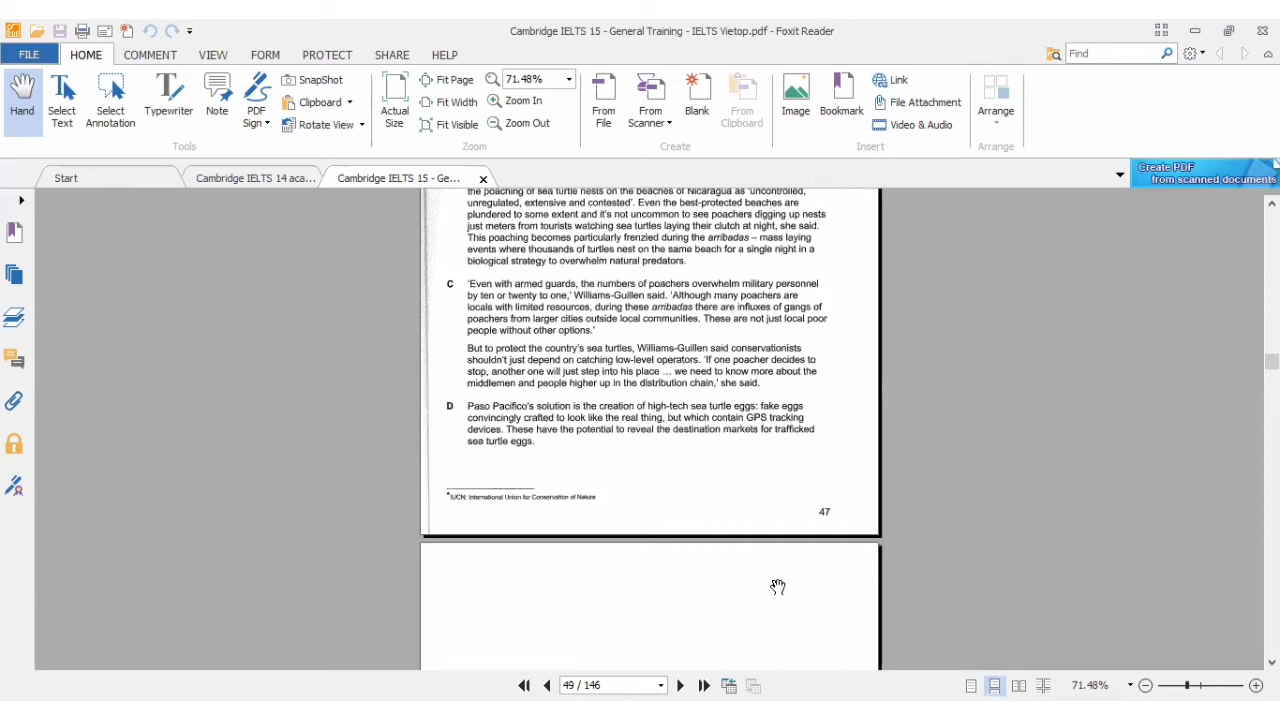 Cambridge IELTS 15 - General Training - IELTS Vietop.pdf - Foxit Reader
FILE HOME COMMENT VIEW FORM PROTECT SHARE HELP
Find
Hand
Select Text
Select Annotation
Typewriter
Note
PDF Sign
SnapShot
Clipboard
Rotate View
Tools
Actual Size
Fit Page
Fit Width
Fit Visible
71.48%
Zoom In
Zoom Out
Zoom
From File
From Scanner
Blank
From Clipboard
Create
Image
Bookmark
Link
File Attachment
Video & Audio
Insert
Arrange
Arrange
Start
Cambridge IELTS 14 aca...
Cambridge IELTS 15 - Ge...
Create PDF
from scanned documents
the poaching of sea turtle nests on the beaches of Nicaragua as 'uncontrolled,
unregulated, extensive and contested'. Even the best-protected beaches are
plundered to some extent and it's not uncommon to see poachers digging up nests
just meters from tourists watching sea turtles laying their clutch at night, she said.
This poaching becomes particularly frenzied during the arribadas – mass laying
events where thousands of turtles nest on the same beach for a single night in a
biological strategy to overwhelm natural predators.
C 'Even with armed guards, the numbers of poachers overwhelm military personnel
by ten or twenty to one,' Williams-Guillen said. 'Although many poachers are
locals with limited resources, during these arribadas there are influxes of gangs of
poachers from larger cities outside local communities. These are not just local poor
people without other options.'
But to protect the country's sea turtles, Williams-Guillen said conservationists
shouldn't just depend on catching low-level operators. 'If one poacher decides to
stop, another one will just step into his place ... we need to know more about the
middlemen and people higher up in the distribution chain,' she said.
D Paso Pacifico's solution is the creation of high-tech sea turtle eggs: fake eggs
convincingly crafted to look like the real thing, but which contain GPS tracking
devices. These have the potential to reveal the destination markets for trafficked
sea turtle eggs.
*IUCN: International Union for Conservation of Nature
47
49 / 146
71.48%